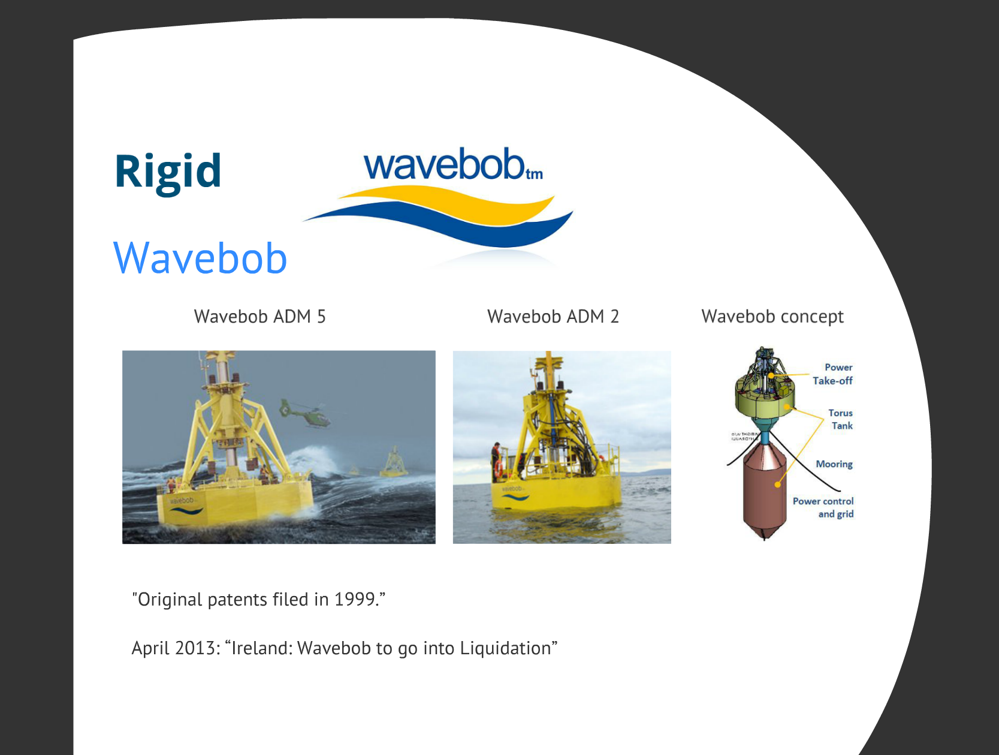 Rigid
wavebob tm
Wavebob
Wavebob ADM 5
Wavebob ADM 2
Wavebob concept
wavebob
wavebob
Power
Take-off
Torus
Tank
Mooring
Power control
and grid
"Original patents filed in 1999.”
April 2013: “Ireland: Wavebob to go into Liquidation”